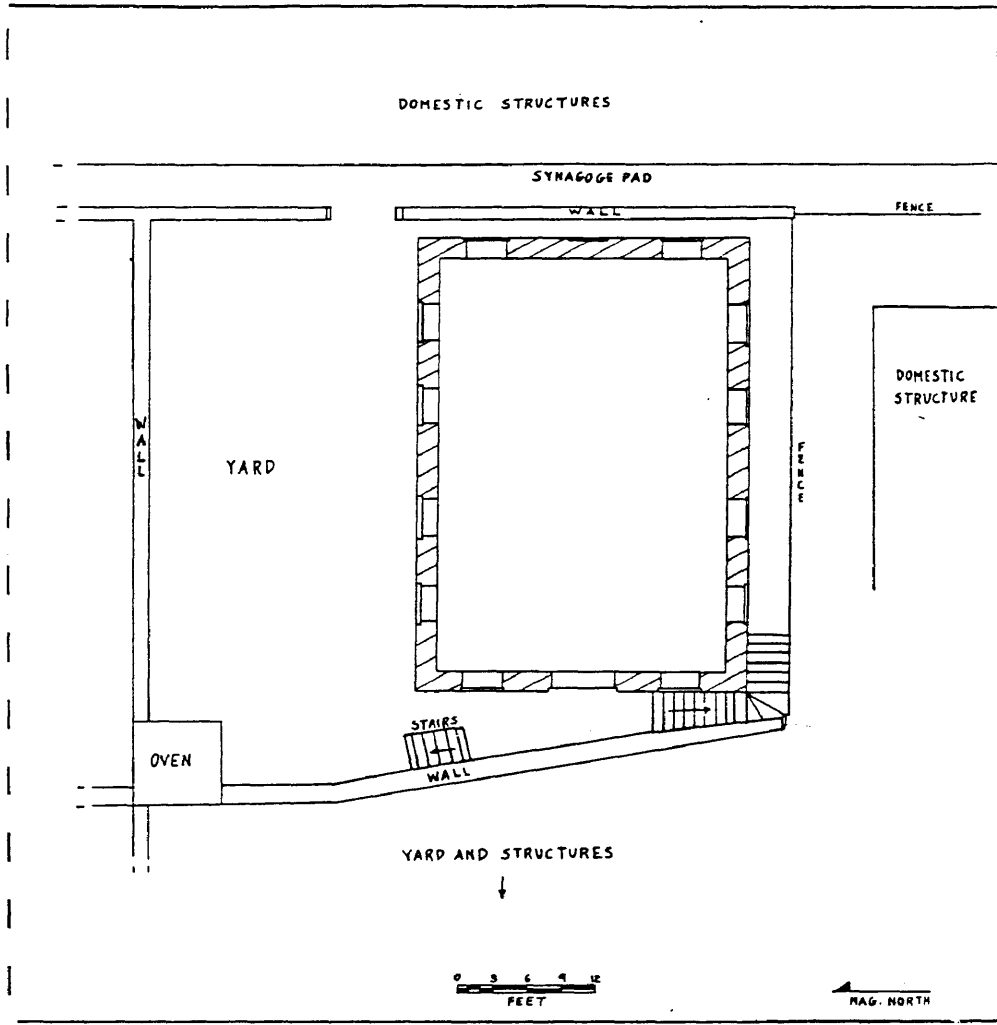 DOMESTIC STRUCTURES
SYNAGOGE PAD
WALL
FENCE
DOMESTIC
STRUCTURE
WALL
YARD
FENCE
STAIRS
OVEN
WALL
YARD AND STRUCTURES
0 3 6 9 12
FEET
MAG. NORTH